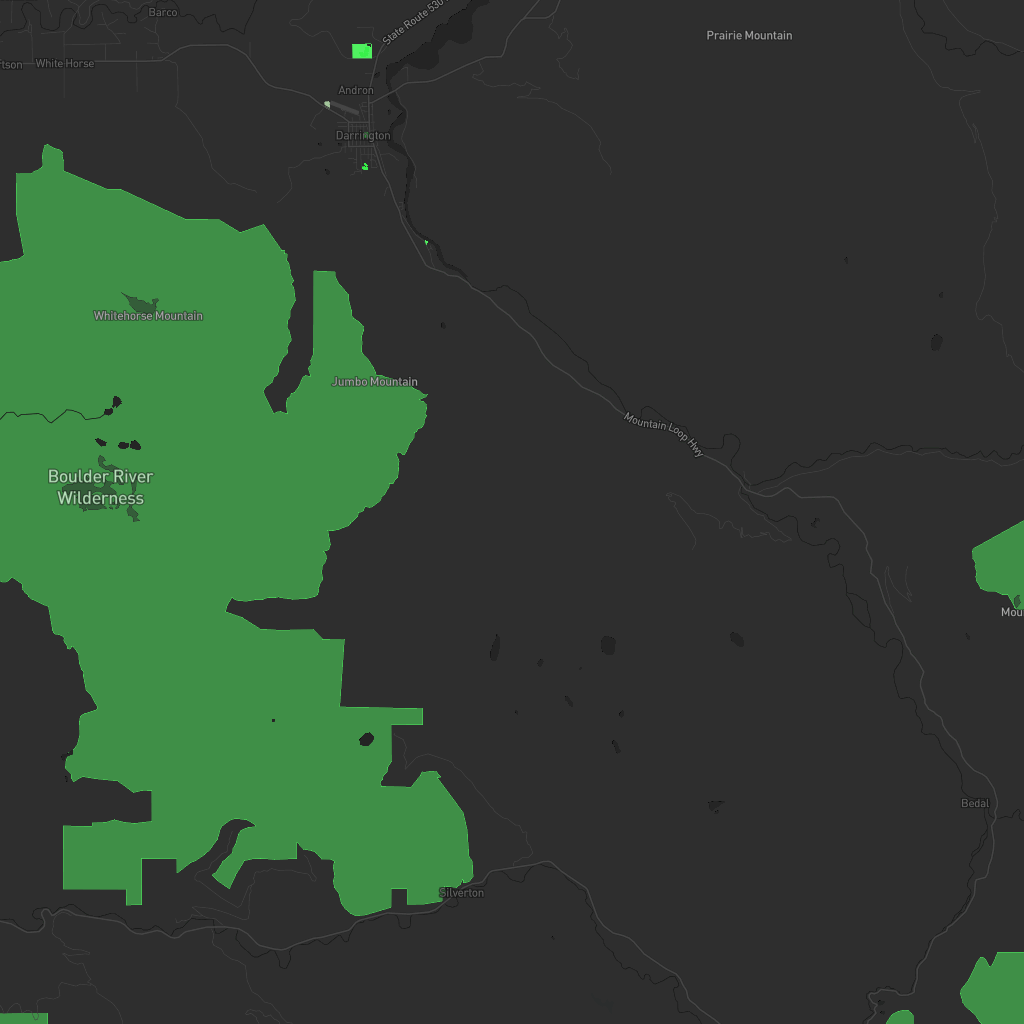 Barco
State Route 530
Prairie Mountain
White Horse
Andron
Darrington
Whitehorse Mountain
Jumbo Mountain
Mountain Loop Hwy
Boulder River
Wilderness
Mou
Bedal
Silverton